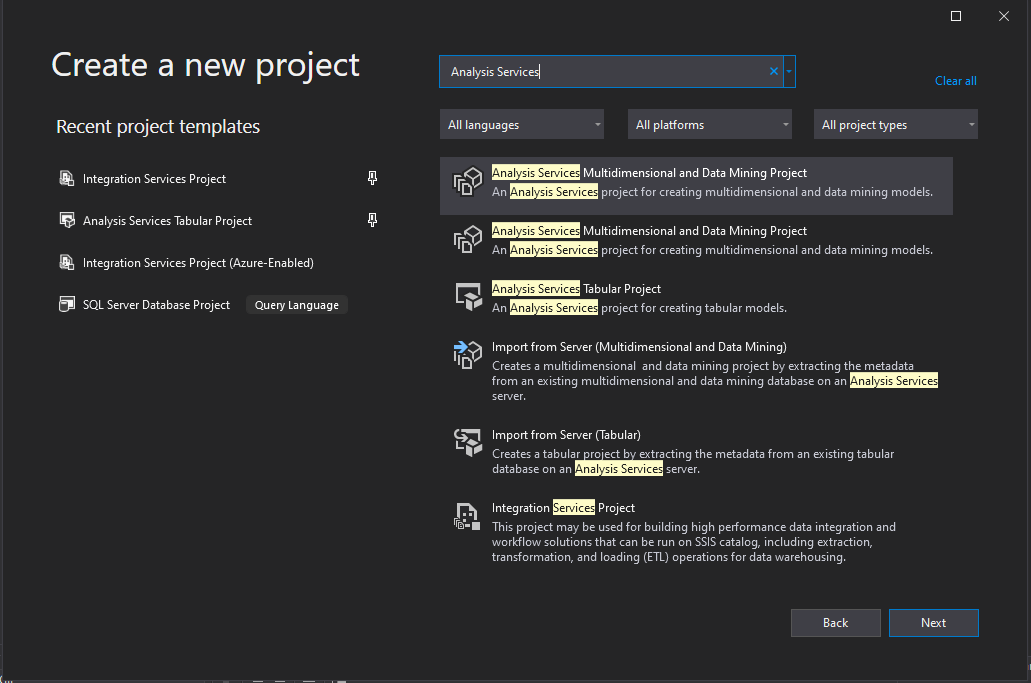 Create a new project
Recent project templates
Integration Services Project
Analysis Services Tabular Project
Integration Services Project (Azure-Enabled)
SQL Server Database Project Query Language
Analysis Services
Clear all
All languages
All platforms
All project types
Analysis Services Multidimensional and Data Mining Project
An Analysis Services project for creating multidimensional and data mining models.
Analysis Services Multidimensional and Data Mining Project
An Analysis Services project for creating multidimensional and data mining models.
Analysis Services Tabular Project
An Analysis Services project for creating tabular models.
Import from Server (Multidimensional and Data Mining)
Creates a multidimensional and data mining project by extracting the metadata
from an existing multidimensional and data mining database on an Analysis Services
server.
Import from Server (Tabular)
Creates a tabular project by extracting the metadata from an existing tabular
database on an Analysis Services server.
Integration Services Project
This project may be used for building high performance data integration and
workflow solutions that can be run on SSIS catalog, including extraction,
transformation, and loading (ETL) operations for data warehousing.
Back
Next